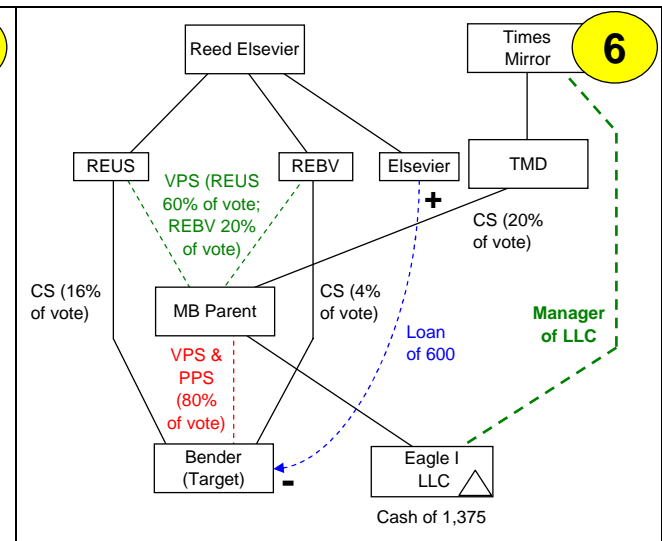 Reed Elsevier
Times
Mirror
6
REUS
REBV
Elsevier
TMD
VPS (REUS
60% of vote;
REBV 20%
of vote)
+
CS (20%
of vote)
CS (16%
of vote)
MB Parent
CS (4%
of vote)
Manager
of LLC
Loan
of 600
VPS &
PPS
(80%
of vote)
Bender
(Target)
-
Eagle I
LLC
Cash of 1,375